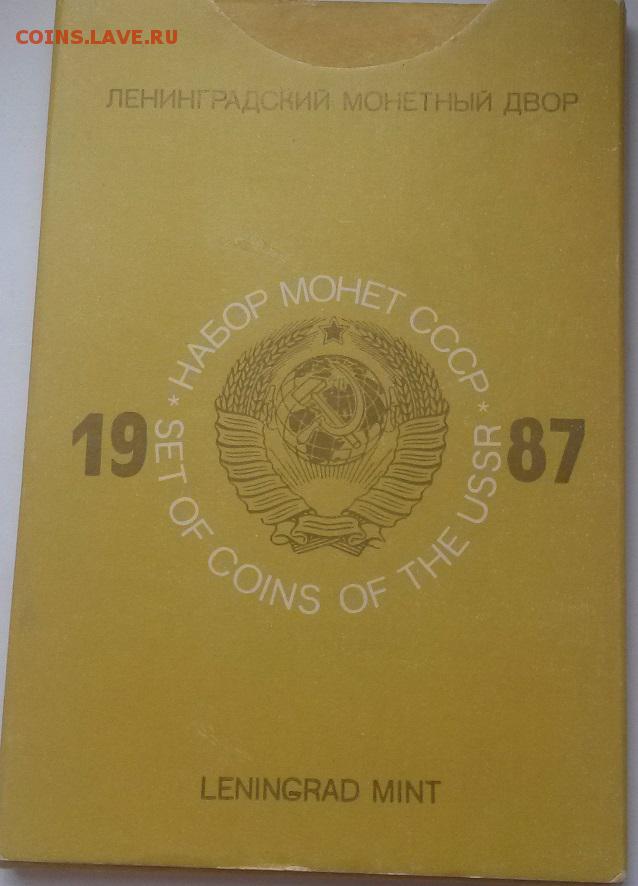 COINS.LAVE.RU
ЛЕНИНГРАДСКИЙ МОНЕТНЫЙ ДВОР
* НАБОР МОНЕТ СССР *
19 87
SET OF COINS OF THE USSR
LENINGRAD MINT